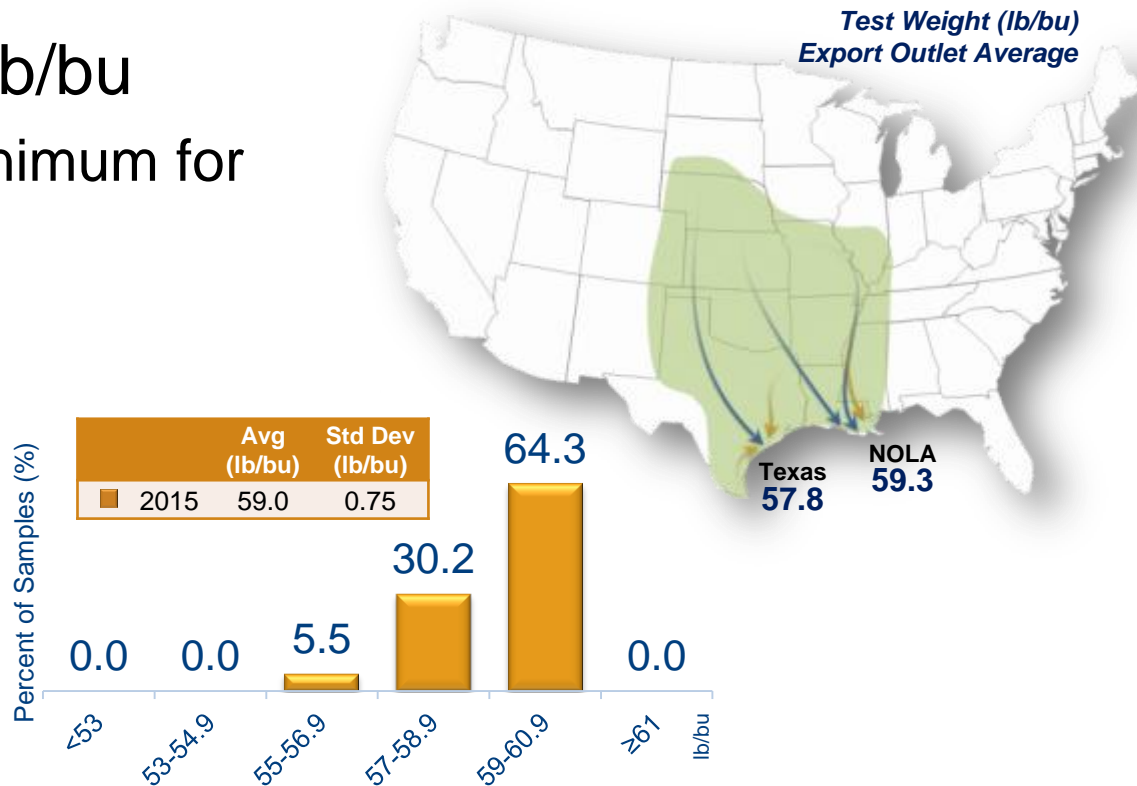 b/bu
nimum for
Test Weight (lb/bu)
Export Outlet Average
Texas
57.8
NOLA
59.3
Avg
(lb/bu)
Std Dev
(lb/bu)
2015 59.0 0.75
Percent of Samples (%)
0.0 0.0 5.5 30.2 64.3 0.0
<53 53-54.9 55-56.9 57-58.9 59-60.9 ≥61 lb/bu